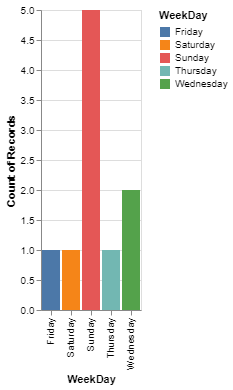 WeekDay
Friday
Saturday
Sunday
Thursday
Wednesday
5.0
4.5
4.0
3.5
3.0
2.5
2.0
1.5
1.0
0.5
0.0
Count of Records
Friday
Saturday
Sunday
Thursday
Wednesday
WeekDay